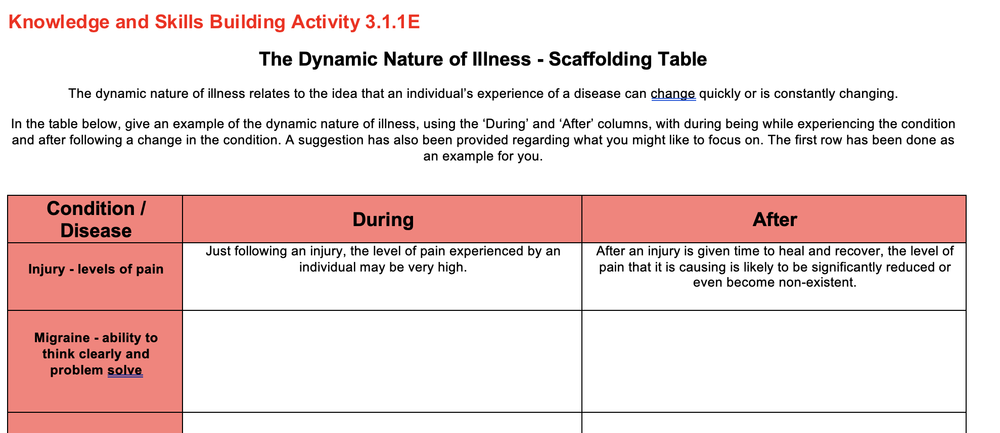 Knowledge and Skills Building Activity 3.1.1E
The Dynamic Nature of Illness - Scaffolding Table
The dynamic nature of illness relates to the idea that an individual’s experience of a disease can change quickly or is constantly changing.
In the table below, give an example of the dynamic nature of illness, using the ‘During’ and ‘After’ columns, with during being while experiencing the condition
and after following a change in the condition. A suggestion has also been provided regarding what you might like to focus on. The first row has been done as
an example for you.
Condition /
Disease
During
After
Injury - levels of pain
Just following an injury, the level of pain experienced by an
individual may be very high.
After an injury is given time to heal and recover, the level of
pain that it is causing is likely to be significantly reduced or
even become non-existent.
Migraine - ability to
think clearly and
problem solve